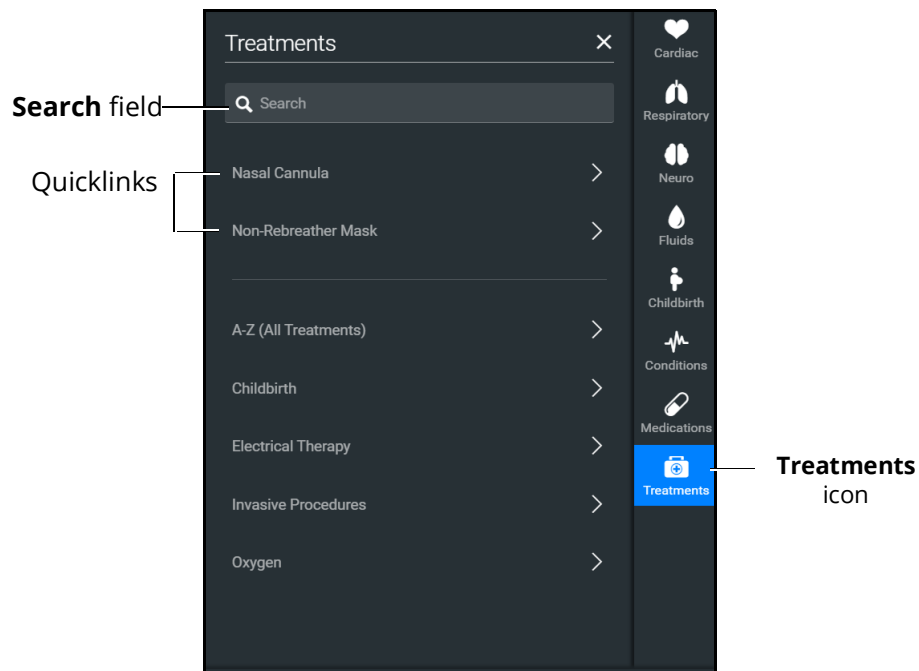 Treatments
Search
Nasal Cannula
Non-Rebreather Mask
A-Z (All Treatments)
Childbirth
Electrical Therapy
Invasive Procedures
Oxygen
Cardiac
Respiratory
Neuro
Fluids
Childbirth
Conditions
Medications
Treatments
Search field
Quicklinks
Treatments
icon